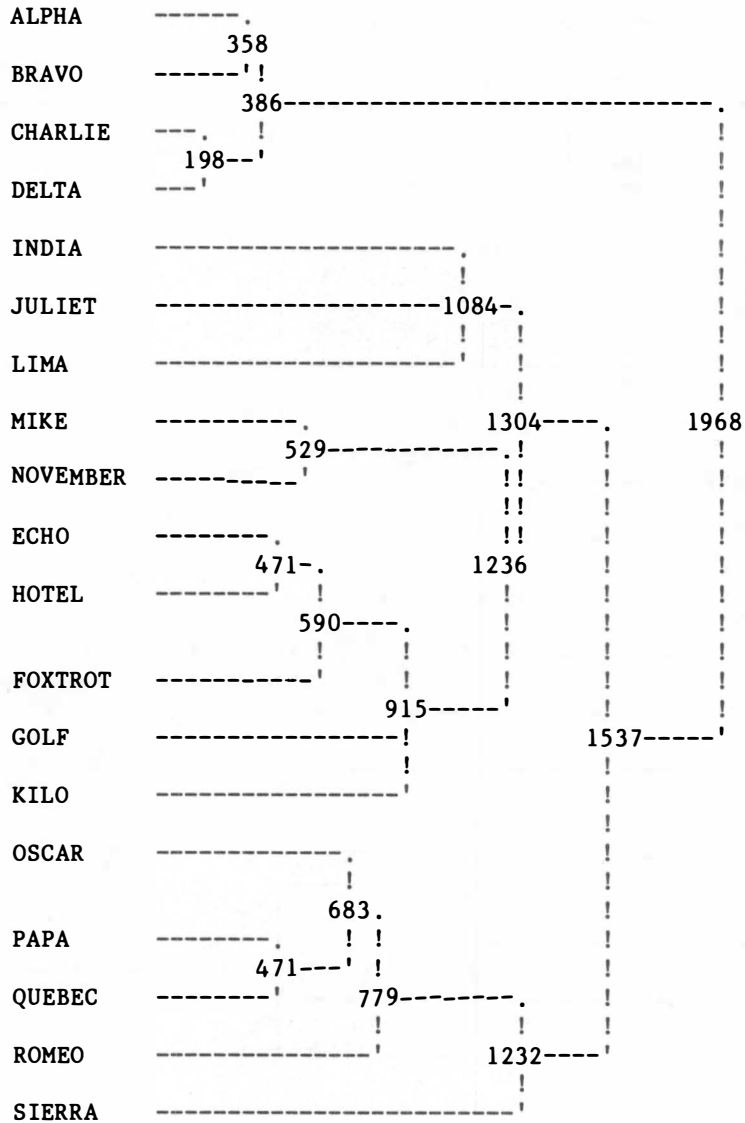 ALPHA
358
BRAVO
386
CHARLIE
198
DELTA
INDIA
JULIET 1084
LIMA
MIKE 1304 1968
529
NOVEMBER
ECHO
471 1236
HOTEL
590
FOXTROT
915
GOLF 1537
KILO
OSCAR
683
PAPA
471
QUEBEC 779
ROMEO 1232
SIERRA